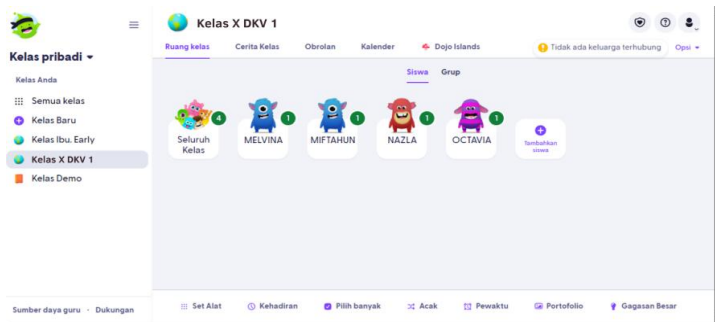 Kelas X DKV 1
Kelas pribadi
Ruang kelas
Cerita Kelas
Obrolan
Kalender
Dojo Islands
Tidak ada keluarga terhubung
Opsi
Kelas Anda
Semua kelas
Kelas Baru
Kelas Ibu. Early
Kelas X DKV 1
Kelas Demo
Siswa
Grup
4
Seluruh
Kelas
1
MELVINA
1
MIFTAHUN
1
NAZLA
1
OCTAVIA
Tambahkan
siswa
Sumber daya guru · Dukungan
Set Alat
Kehadiran
Pilih banyak
Acak
Pewaktu
Portofolio
Gagasan Besar